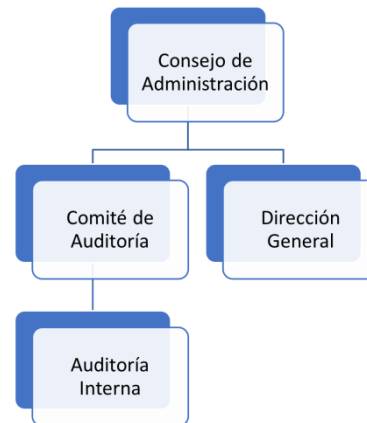 Consejo de
Administración
Comité de
Auditoría
Dirección
General
Auditoría
Interna